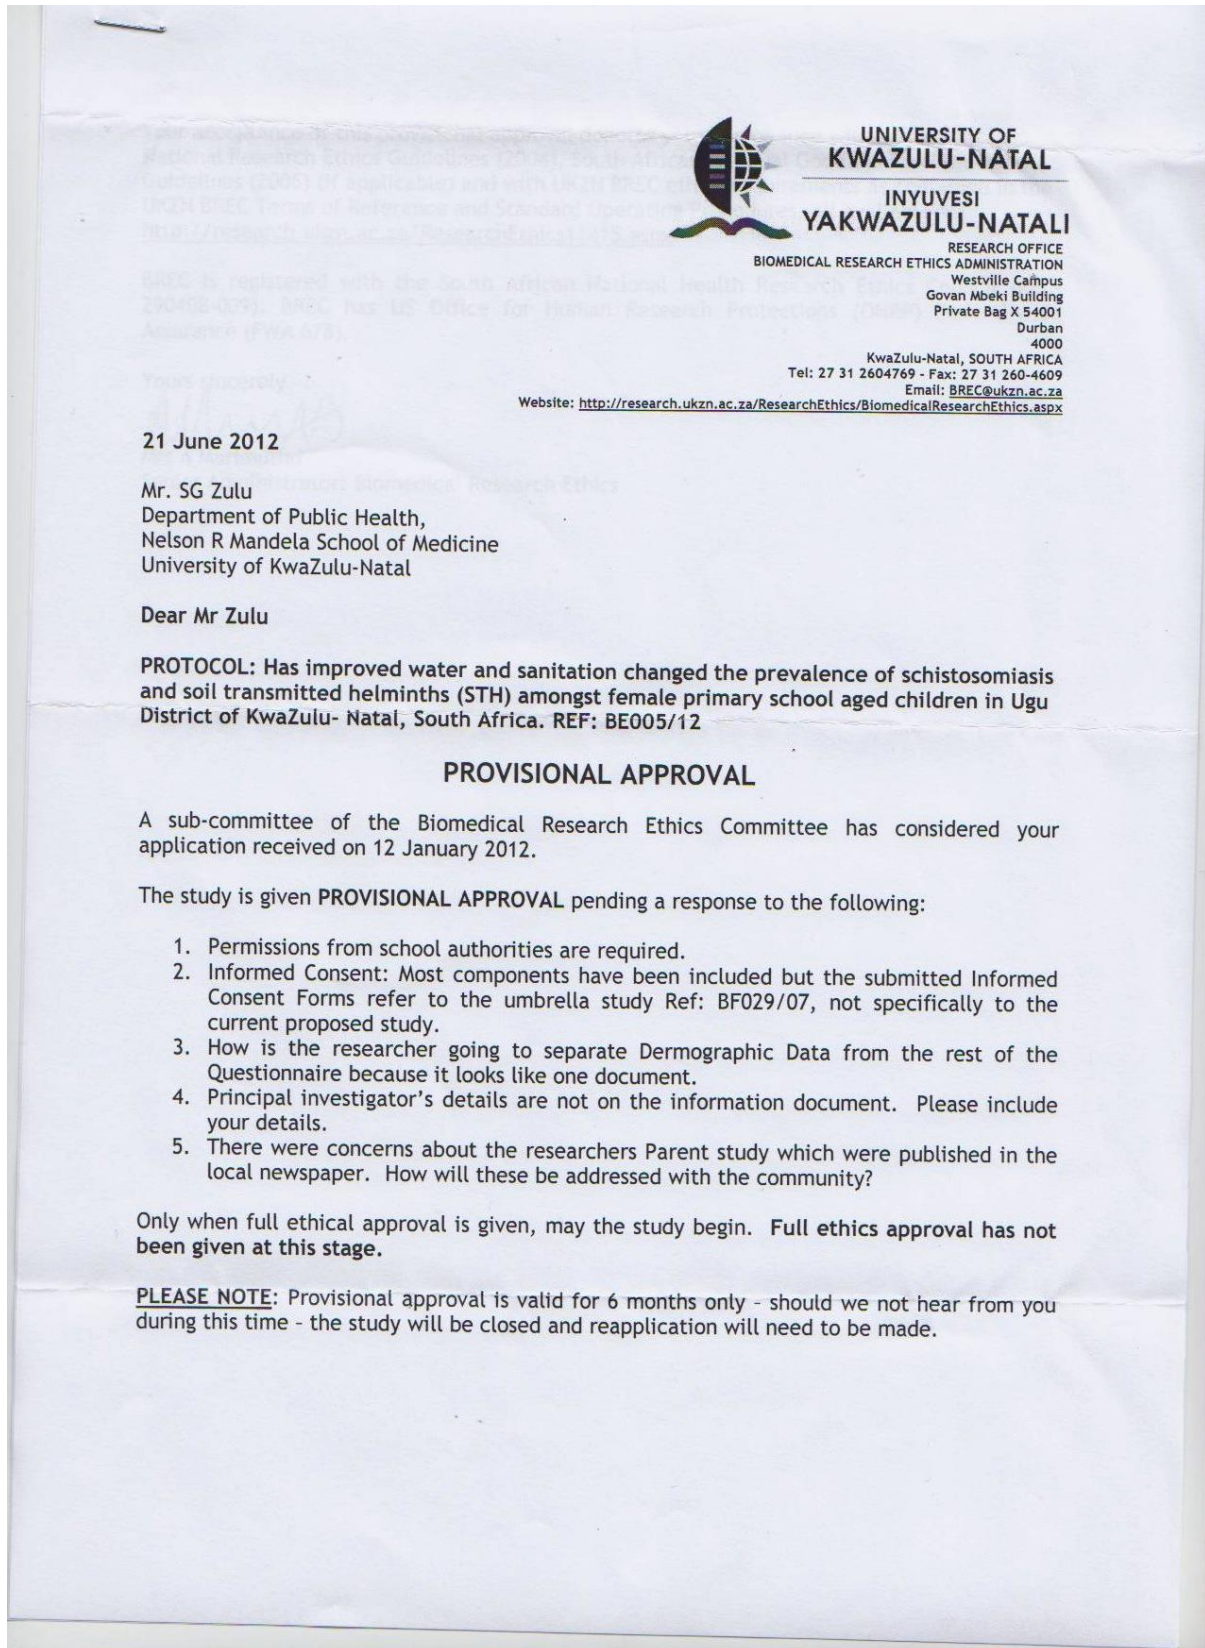 UNIVERSITY OF
KWAZULU-NATAL
INYUVESI
YAKWAZULU-NATALI
RESEARCH OFFICE
BIOMEDICAL RESEARCH ETHICS ADMINISTRATION
Westville Campus
Govan Mbeki Building
Private Bag X 54001
Durban
4000
KwaZulu-Natal, SOUTH AFRICA
Tel: 27 31 2604769 - Fax: 27 31 260-4609
Email: BREC@ukzn.ac.za
Website: http://research.ukzn.ac.za/ResearchEthics/BiomedicalResearchEthics.aspx
21 June 2012
Mr. SG Zulu
Department of Public Health,
Nelson R Mandela School of Medicine
University of KwaZulu-Natal
Dear Mr Zulu
PROTOCOL: Has improved water and sanitation changed the prevalence of schistosomiasis
and soil transmitted helminths (STH) amongst female primary school aged children in Ugu
District of KwaZulu- Natal, South Africa. REF: BE005/12
PROVISIONAL APPROVAL
A sub-committee of the Biomedical Research Ethics Committee has considered your
application received on 12 January 2012.
The study is given PROVISIONAL APPROVAL pending a response to the following:
1. Permissions from school authorities are required.
2. Informed Consent: Most components have been included but the submitted Informed
Consent Forms refer to the umbrella study Ref: BF029/07, not specifically to the
current proposed study.
3. How is the researcher going to separate Dermographic Data from the rest of the
Questionnaire because it looks like one document.
4. Principal investigator's details are not on the information document. Please include
your details.
5. There were concerns about the researchers Parent study which were published in the
local newspaper. How will these be addressed with the community?
Only when full ethical approval is given, may the study begin. Full ethics approval has not
been given at this stage.
PLEASE NOTE: Provisional approval is valid for 6 months only - should we not hear from you
during this time - the study will be closed and reapplication will need to be made.